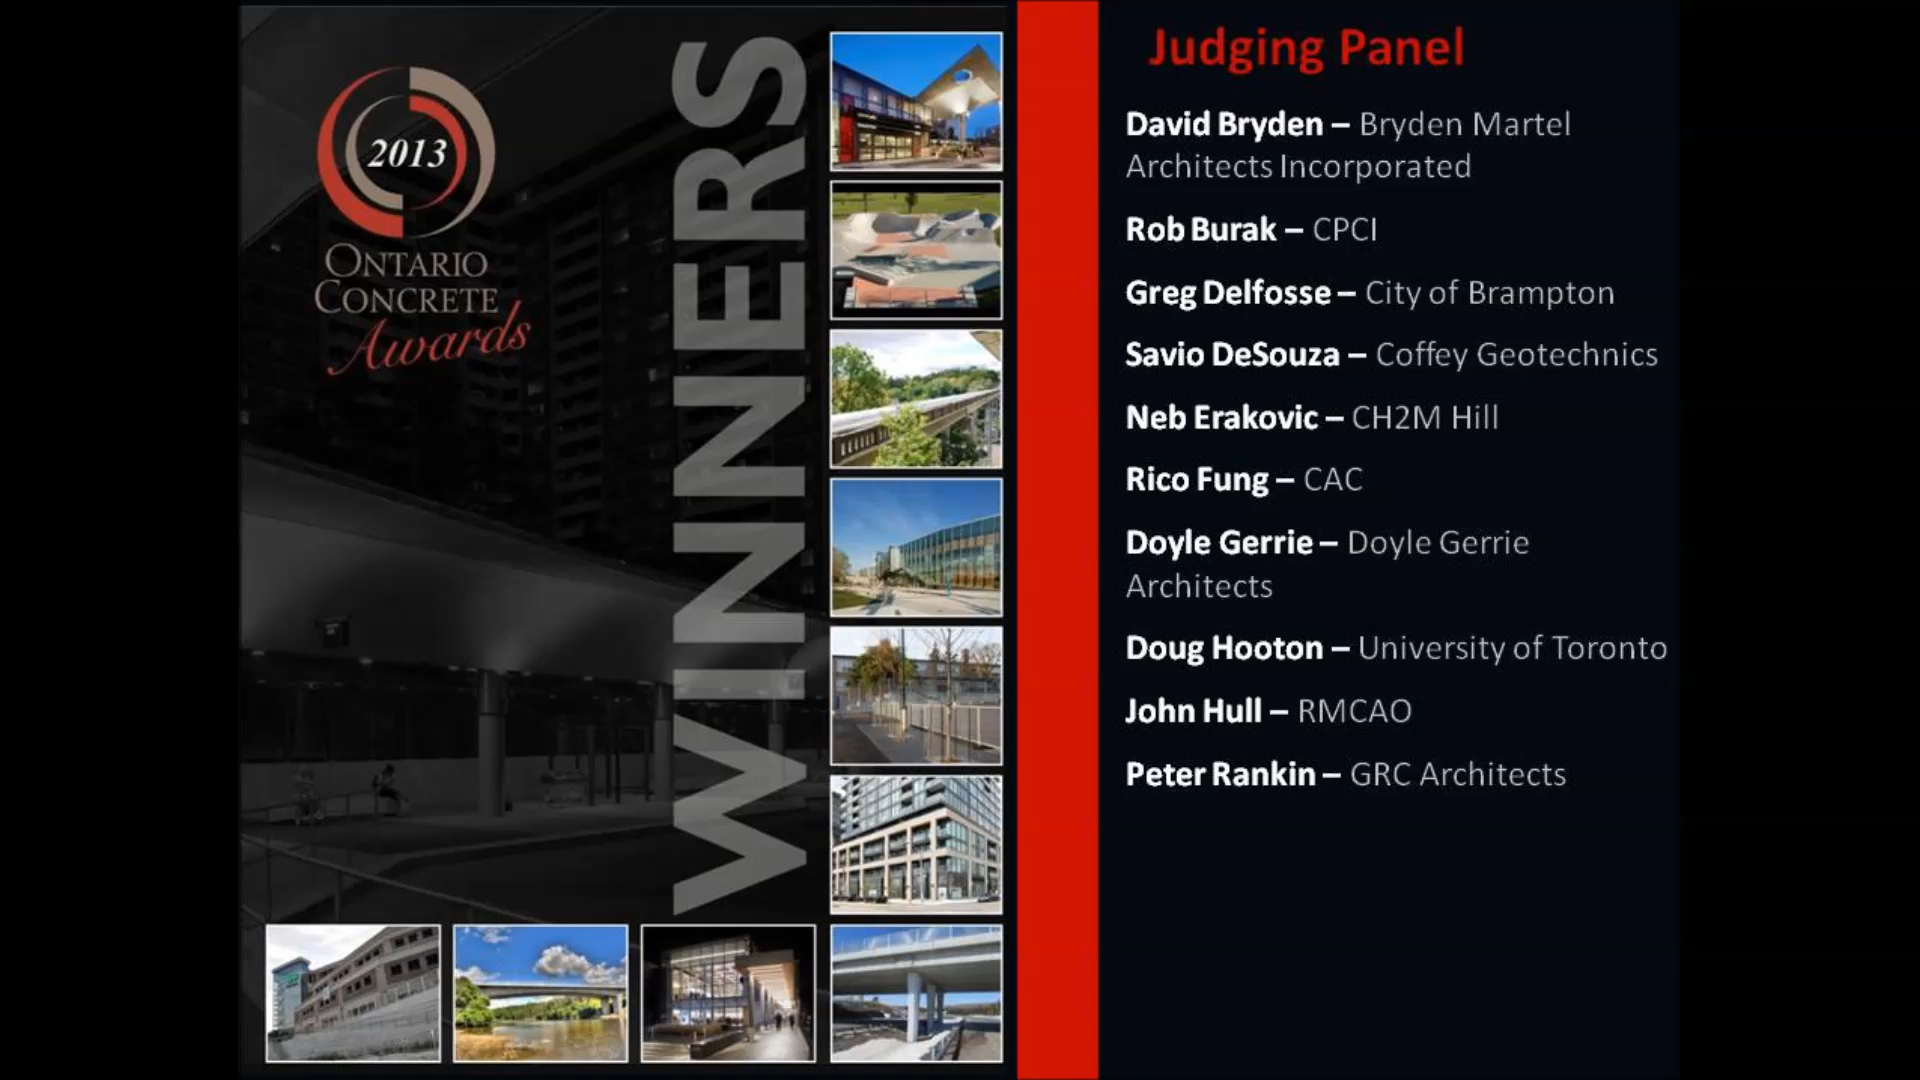 2013
ONTARIO
CONCRETE
Awards
WINNERS
Judging Panel
David Bryden – Bryden Martel
Architects Incorporated
Rob Burak – CPCI
Greg Delfosse – City of Brampton
Savio DeSouza – Coffey Geotechnics
Neb Erakovic – CH2M Hill
Rico Fung – CAC
Doyle Gerrie – Doyle Gerrie
Architects
Doug Hooton – University of Toronto
John Hull – RMCAO
Peter Rankin – GRC Architects